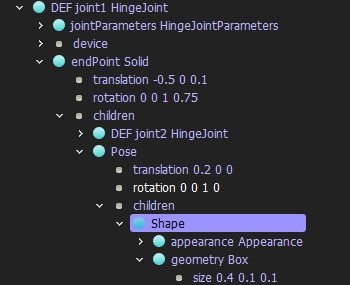 DEF joint1 HingeJoint
jointParameters HingeJointParameters
device
endPoint Solid
translation -0.5 0 0.1
rotation 0 0 1 0.75
children
DEF joint2 HingeJoint
Pose
translation 0.2 0 0
rotation 0 0 1 0
children
Shape
appearance Appearance
geometry Box
size 0.4 0.1 0.1